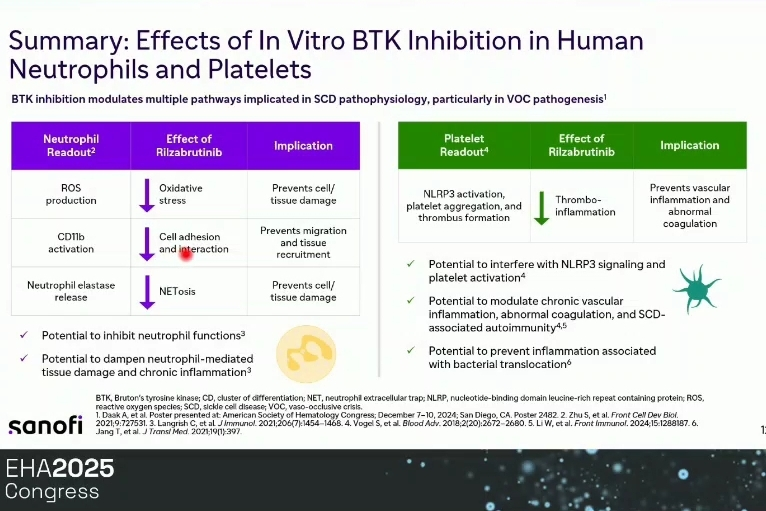 Summary: Effects of In Vitro BTK Inhibition in Human
Neutrophils and Platelets
BTK inhibition modulates multiple pathways implicated in SCD pathophysiology, particularly in VOC pathogenesis¹
Neutrophil
Readout²
Effect of
Rilzabrutinib
Implication
ROS
production
Oxidative
stress
Prevents cell/
tissue damage
CD11b
activation
Cell adhesion
and interaction
Prevents migration
and tissue
recruitment
Neutrophil elastase
release
NETosis
Prevents cell/
tissue damage
✓ Potential to inhibit neutrophil functions³
✓ Potential to dampen neutrophil-mediated
tissue damage and chronic inflammation³
Platelet
Readout⁴
Effect of
Rilzabrutinib
Implication
NLRP3 activation,
platelet aggregation, and
thrombus formation
Thrombo-
inflammation
Prevents vascular
inflammation and
abnormal
coagulation
✓ Potential to interfere with NLRP3 signaling and
platelet activation⁴
✓ Potential to modulate chronic vascular
inflammation, abnormal coagulation, and SCD-
associated autoimmunity⁴,⁵
✓ Potential to prevent inflammation associated
with bacterial translocation⁶
BTK, Bruton's tyrosine kinase; CD, cluster of differentiation; NET, neutrophil extracellular trap; NLRP, nucleotide-binding domain leucine-rich repeat containing protein; ROS,
reactive oxygen species; SCD, sickle cell disease; VOC, vaso-occlusive crisis.
1. Daak A, et al. Poster presented at: American Society of Hematology Congress; December 7–10, 2024; San Diego, CA. Poster 2482. 2. Zhu S, et al. Front Cell Dev Biol.
2021;9:727531. 3. Langrish C, et al. J Immunol. 2021;206(7):1454–1468. 4. Vogel S, et al. Blood Adv. 2018;2(20):2672–2680. 5. Li W, et al. Front Immunol. 2024;15:1288187. 6.
Jang T, et al. J Transl Med. 2021;19(1):397.
sanofi
EHA2025
Congress